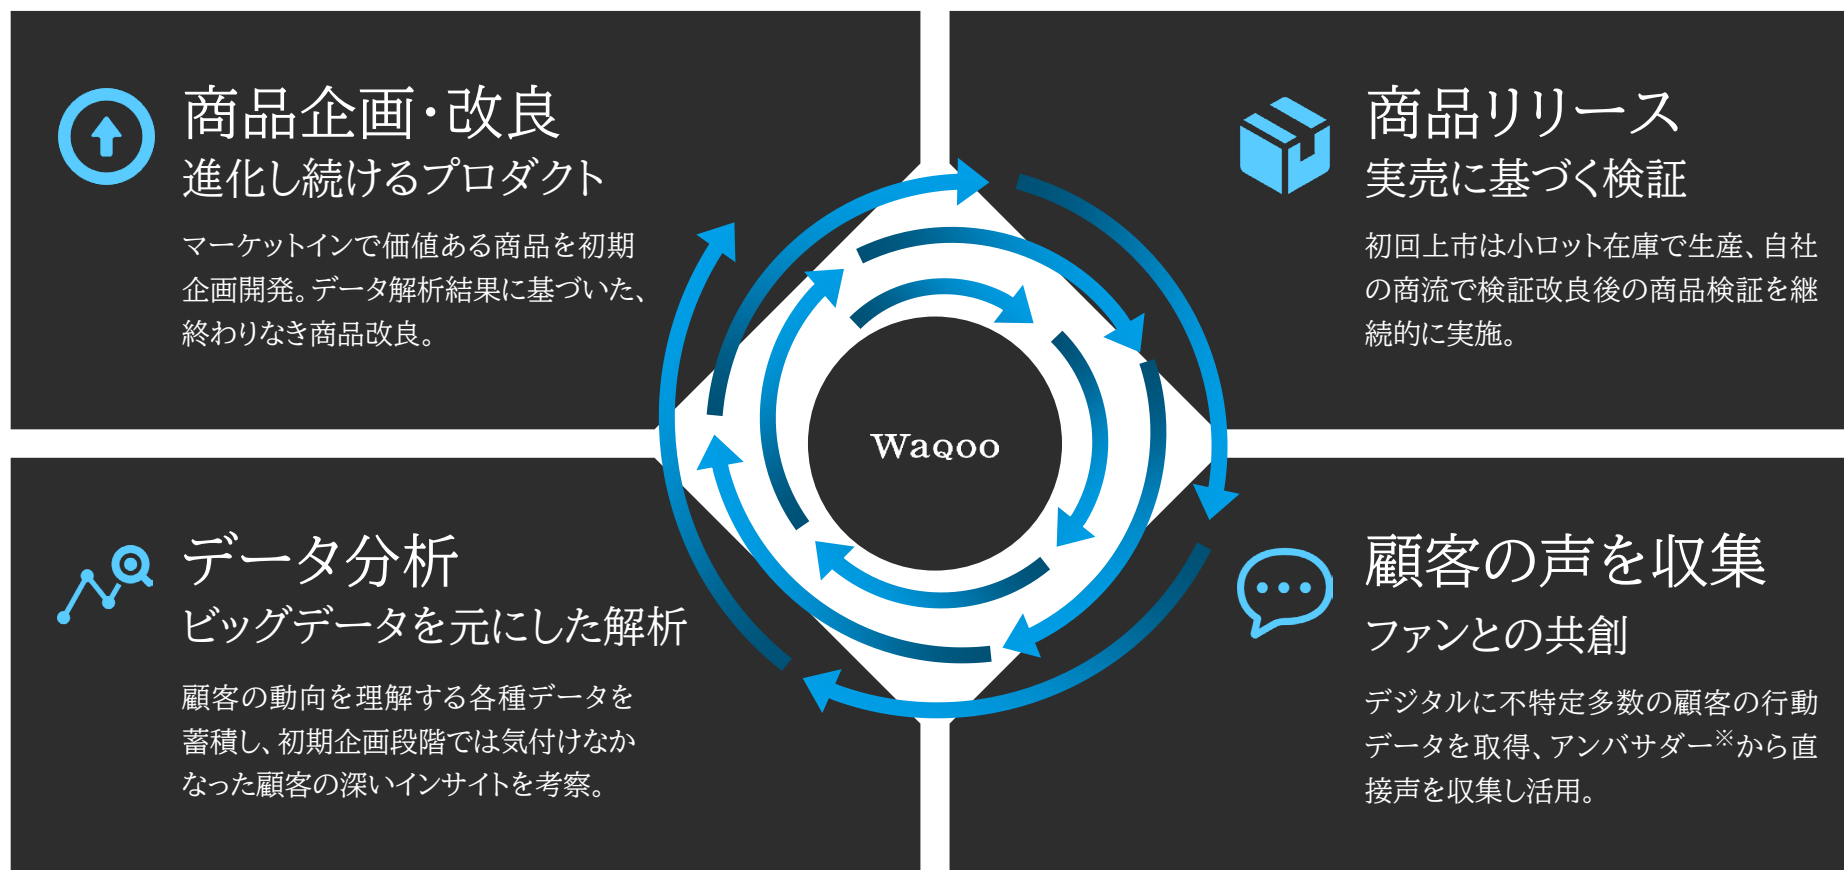 商品企画・改良
進化し続けるプロダクト
マーケットインで価値ある商品を初期
企画開発。データ解析結果に基づいた、
終わりなき商品改良。
商品リリース
実売に基づく検証
初回上市は小ロット在庫で生産、自社
の商流で検証改良後の商品検証を継
続的に実施。
Waqoo
データ分析
ビッグデータを元にした解析
顧客の動向を理解する各種データを
蓄積し、初期企画段階では気付けなか
なった顧客の深いインサイトを考察。
顧客の声を収集
ファンとの共創
デジタルに不特定多数の顧客の行動
データを取得、アンバサダー※から直
接声を収集し活用。